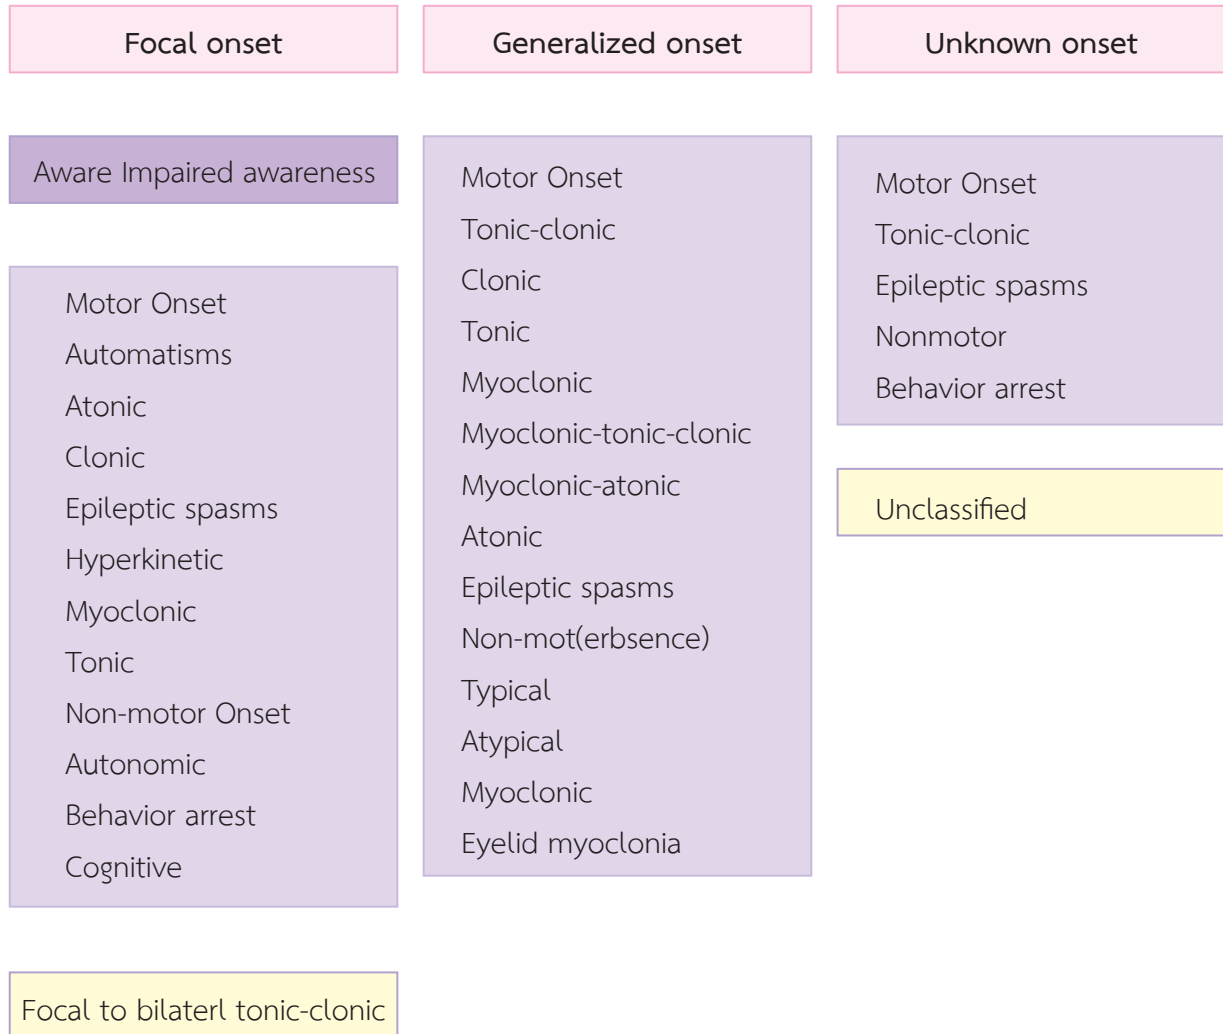 Focal onset
Aware Impaired awareness
Motor Onset
Automatisms
Atonic
Clonic
Epileptic spasms
Hyperkinetic
Myoclonic
Tonic
Non-motor Onset
Autonomic
Behavior arrest
Cognitive
Focal to bilaterl tonic-clonic
Generalized onset
Motor Onset
Tonic-clonic
Clonic
Tonic
Myoclonic
Myoclonic-tonic-clonic
Myoclonic-atonic
Atonic
Epileptic spasms
Non-mot(erbsence)
Typical
Atypical
Myoclonic
Eyelid myoclonia
Unknown onset
Motor Onset
Tonic-clonic
Epileptic spasms
Nonmotor
Behavior arrest
Unclassified